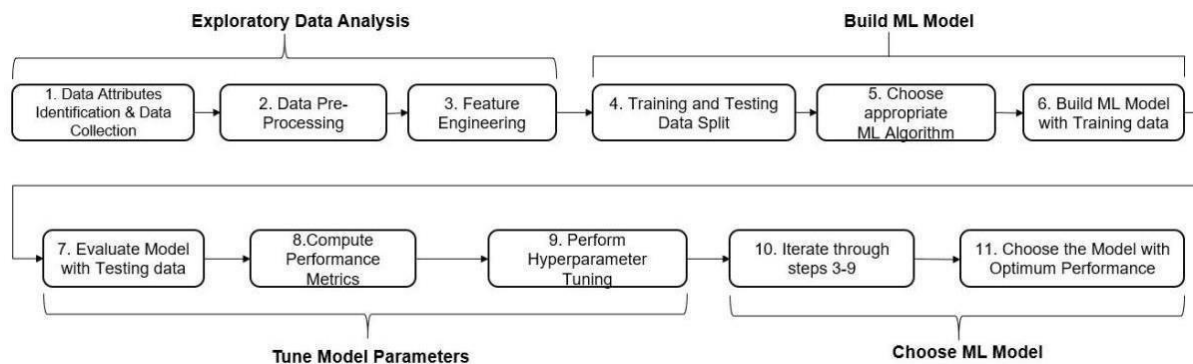 Exploratory Data Analysis
Build ML Model
1. Data Attributes
Identification & Data
Collection
2. Data Pre-
Processing
3. Feature
Engineering
4. Training and Testing
Data Split
5. Choose
appropriate
ML Algorithm
6. Build ML Model
with Training data
7. Evaluate Model
with Testing data
8.Compute
Performance
Metrics
9. Perform
Hyperparameter
Tuning
10. Iterate through
steps 3-9
11. Choose the Model with
Optimum Performance
Tune Model Parameters
Choose ML Model